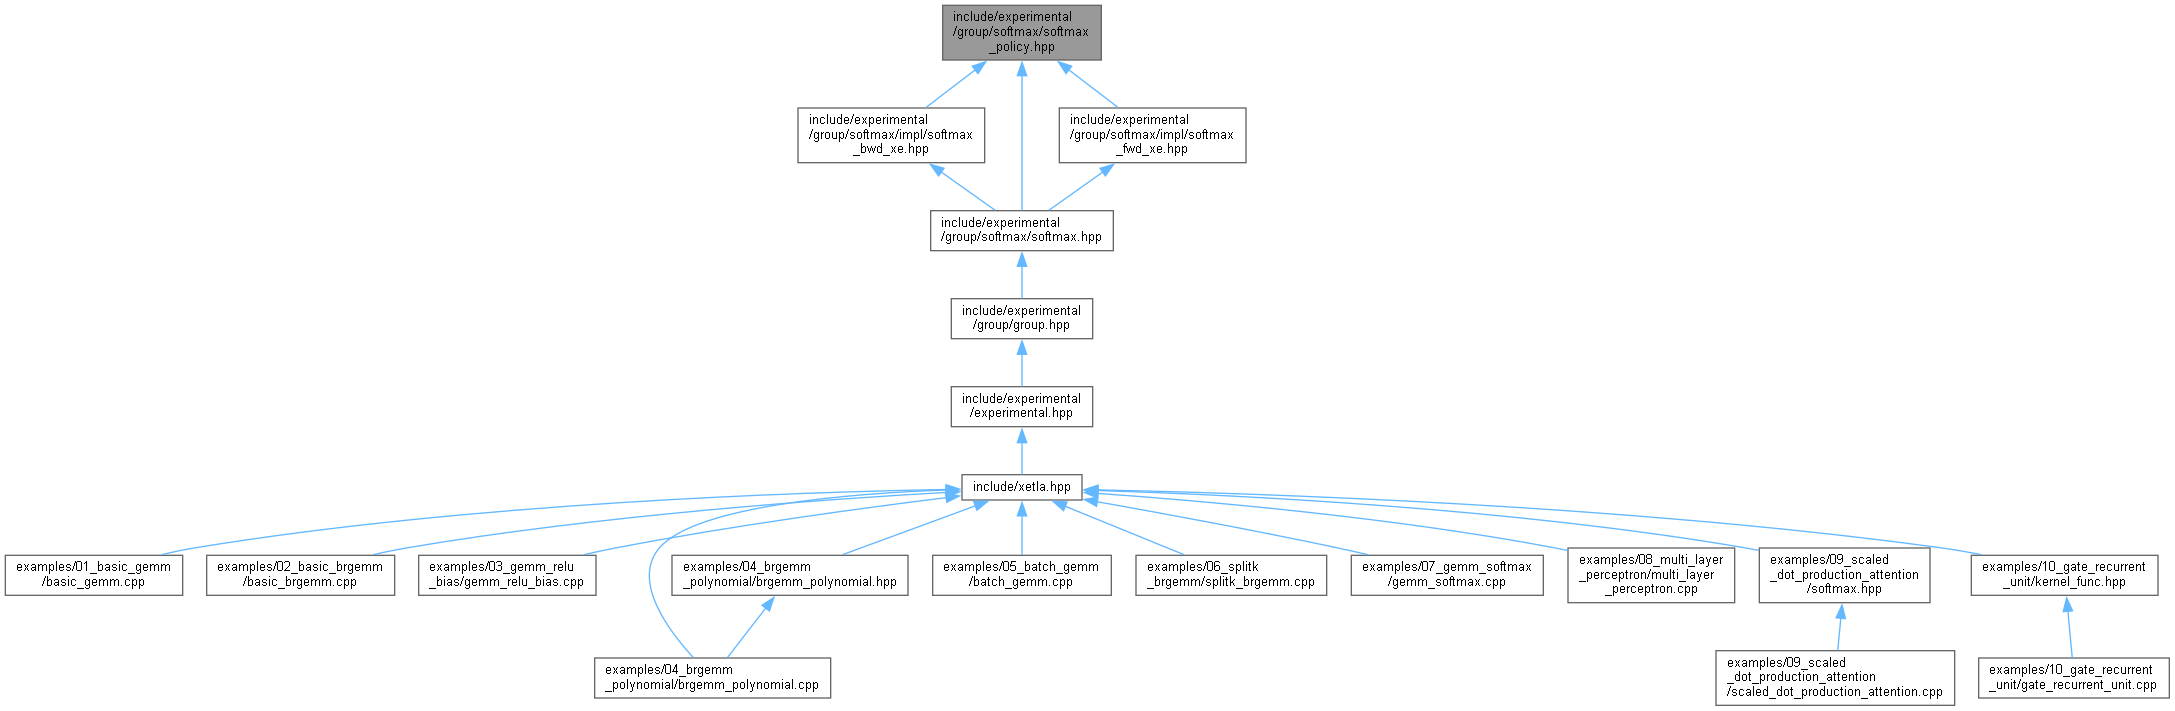 include/experimental
/group/softmax/softmax
_policy.hpp
include/experimental
/group/softmax/impl/softmax
_bwd_xe.hpp
include/experimental
/group/softmax/impl/softmax
_fwd_xe.hpp
include/experimental
/group/softmax/softmax.hpp
include/experimental
/group/group.hpp
include/experimental
/experimental.hpp
include/xetla.hpp
examples/01_basic_gemm
/basic_gemm.cpp
examples/02_basic_brgemm
/basic_brgemm.cpp
examples/03_gemm_relu
_bias/gemm_relu_bias.cpp
examples/04_brgemm
_polynomial/brgemm_polynomial.hpp
examples/05_batch_gemm
/batch_gemm.cpp
examples/06_splitk
_brgemm/splitk_brgemm.cpp
examples/07_gemm_softmax
/gemm_softmax.cpp
examples/08_multi_layer
_perceptron/multi_layer
_perceptron.cpp
examples/09_scaled
_dot_production_attention
/softmax.hpp
examples/10_gate_recurrent
_unit/kernel_func.hpp
examples/04_brgemm
_polynomial/brgemm_polynomial.cpp
examples/09_scaled
_dot_production_attention
/scaled_dot_production_attention.cpp
examples/10_gate_recurrent
_unit/gate_recurrent_unit.cpp